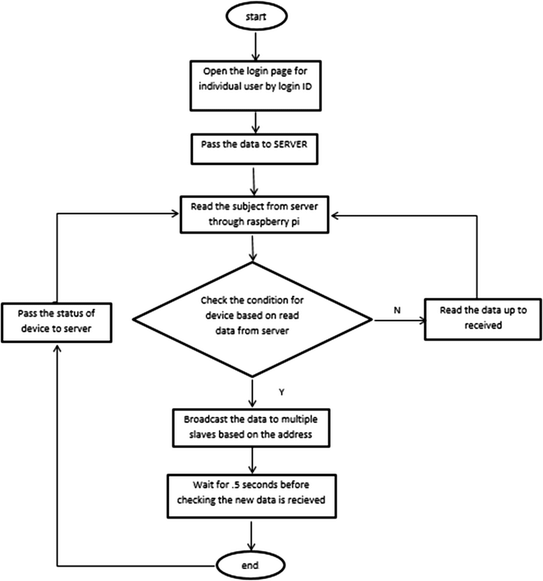 start
Open the login page for
individual user by login ID
Pass the data to SERVER
Read the subject from server
through raspberry pi
Check the condition for
device based on read
data from server
N
Read the data up to
received
Pass the status of
device to server
Y
Broadcast the data to multiple
slaves based on the address
Wait for .5 seconds before
checking the new data is recieved
end